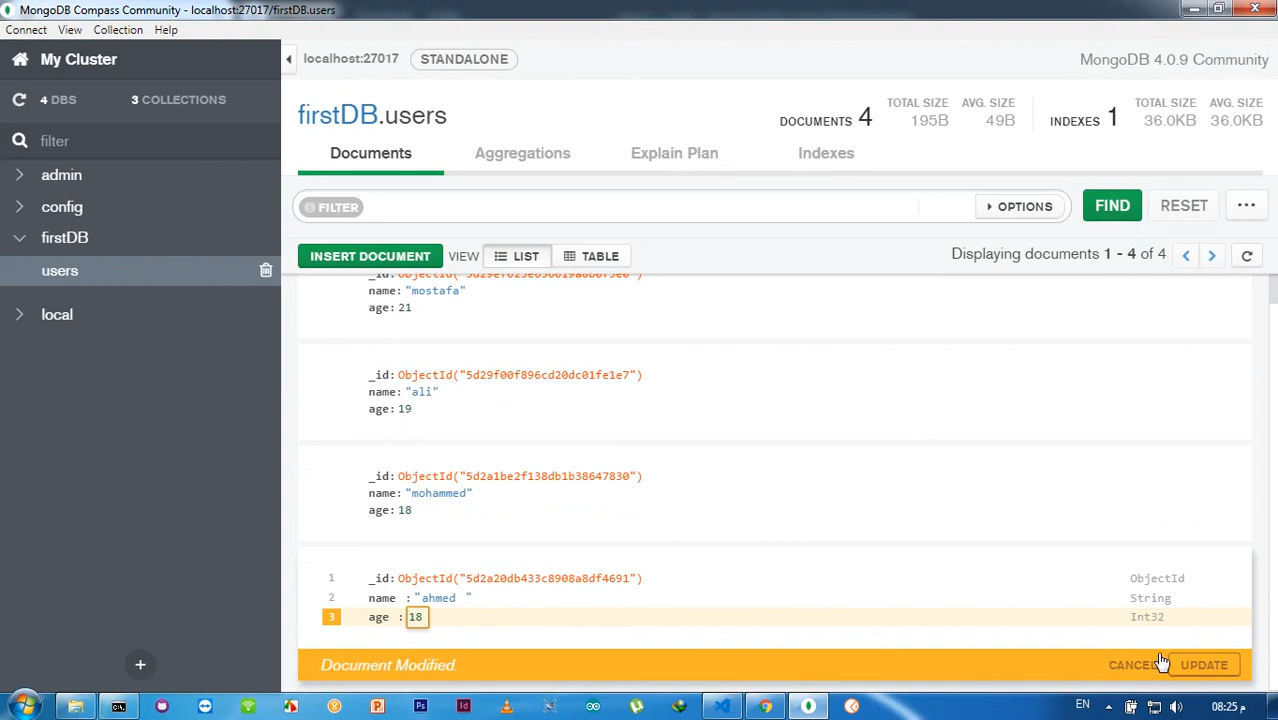 MongoDB Compass Community - localhost:27017/firstDB.users
Connect View Collection Help
My Cluster
localhost:27017 STANDALONE MongoDB 4.0.9 Community
4 DBS 3 COLLECTIONS
filter
firstDB.users
DOCUMENTS 4 TOTAL SIZE 195B AVG. SIZE 49B INDEXES 1 TOTAL SIZE 36.0KB AVG. SIZE 36.0KB
admin
config
firstDB
users
local
Documents Aggregations Explain Plan Indexes
FILTER OPTIONS FIND RESET ...
INSERT DOCUMENT VIEW LIST TABLE Displaying documents 1 - 4 of 4
name: "mostafa"
age: 21
_id: ObjectId("5d29f00f896cd20dc01fe1e7")
name: "ali"
age: 19
_id: ObjectId("5d2a1be2f138db1b38647830")
name: "mohammed"
age: 18
1 _id: ObjectId("5d2a20db433c8908a8df4691") ObjectId
2 name : "ahmed " String
3 age : 18 Int32
Document Modified. CANCEL UPDATE
EN 08:25 م